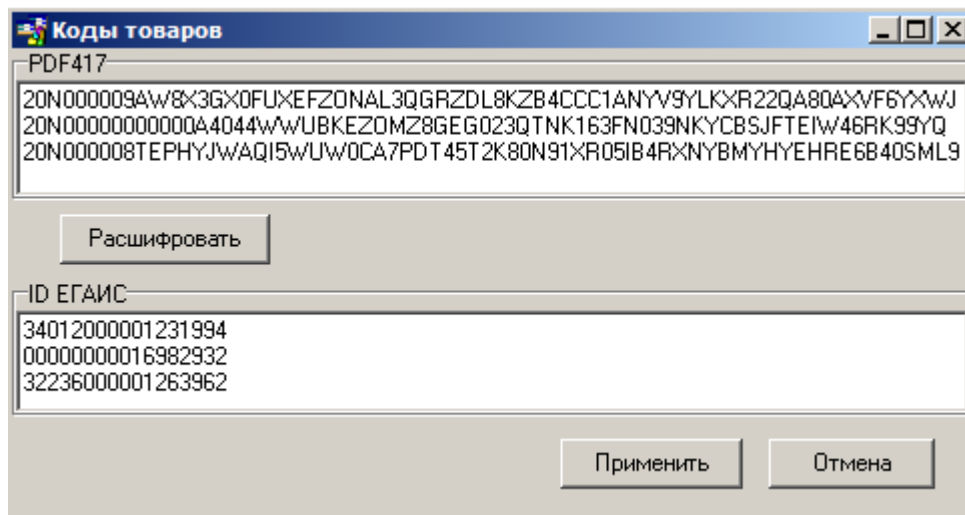 Коды товаров
PDF417
20N000009AW8X3GX0FUXEFZONAL3QGRZDL8KZB4CCC1ANYV9YLKXR22QA80AXVF6YXWJ
20N00000000000A4044WWUBKEZOMZ8GEG023QTNK163FN039NKYCBSJFTEIW46RK99YQ
20N000008TEPHYJWAQI5WUW0CA7PDT45T2K80N91XR05IB4RXNYBMYHYEHRE6B40SML9
Расшифровать
ID ЕГАИС
34012000001231994
00000000016982932
32236000001263962
Применить
Отмена